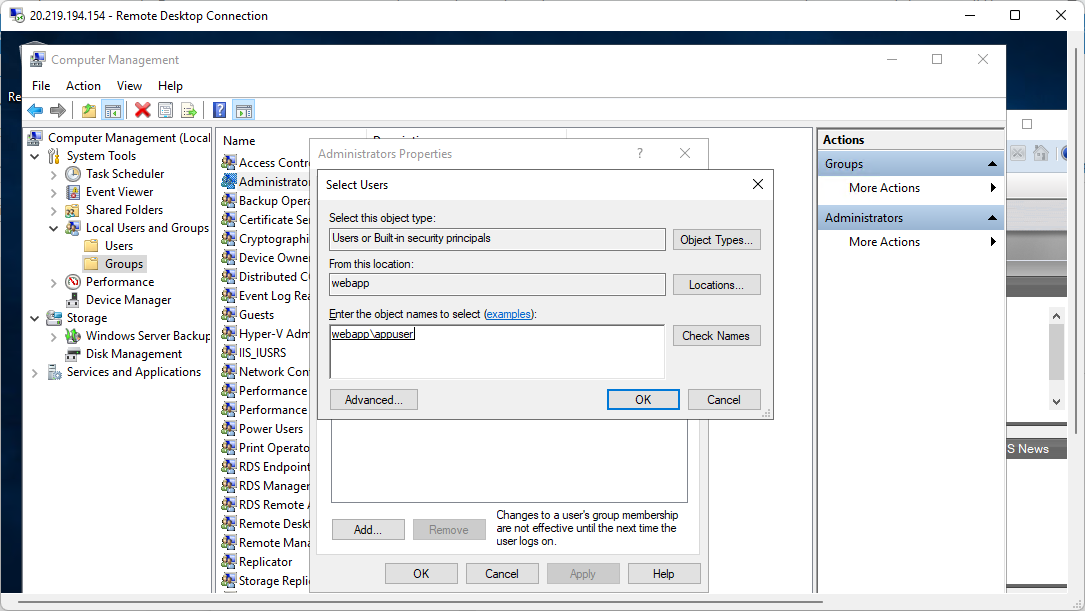 20.219.194.154 - Remote Desktop Connection
Computer Management
File Action View Help
Computer Management (Local
System Tools
Task Scheduler
Event Viewer
Shared Folders
Local Users and Groups
Users
Groups
Performance
Device Manager
Storage
Windows Server Backup
Disk Management
Services and Applications
Name
Access Contr
Administrator
Backup Opera
Certificate Se
Cryptographi
Device Owner
Distributed C
Event Log Rea
Guests
Hyper-V Adm
IIS_IUSRS
Network Con
Performance
Performance
Power Users
Print Operato
RDS Endpoint
RDS Manager
RDS Remote A
Remote Deskt
Remote Mana
Replicator
Storage Replic
Administrators Properties
?
Select Users
Select this object type:
Users or Built-in security principals
Object Types...
From this location:
webapp
Locations...
Enter the object names to select (examples):
webapp\appuser
Check Names
Advanced...
OK
Cancel
Add...
Remove
Changes to a user's group membership
are not effective until the next time the
user logs on.
OK
Cancel
Apply
Help
Actions
Groups
More Actions
Administrators
More Actions
S News